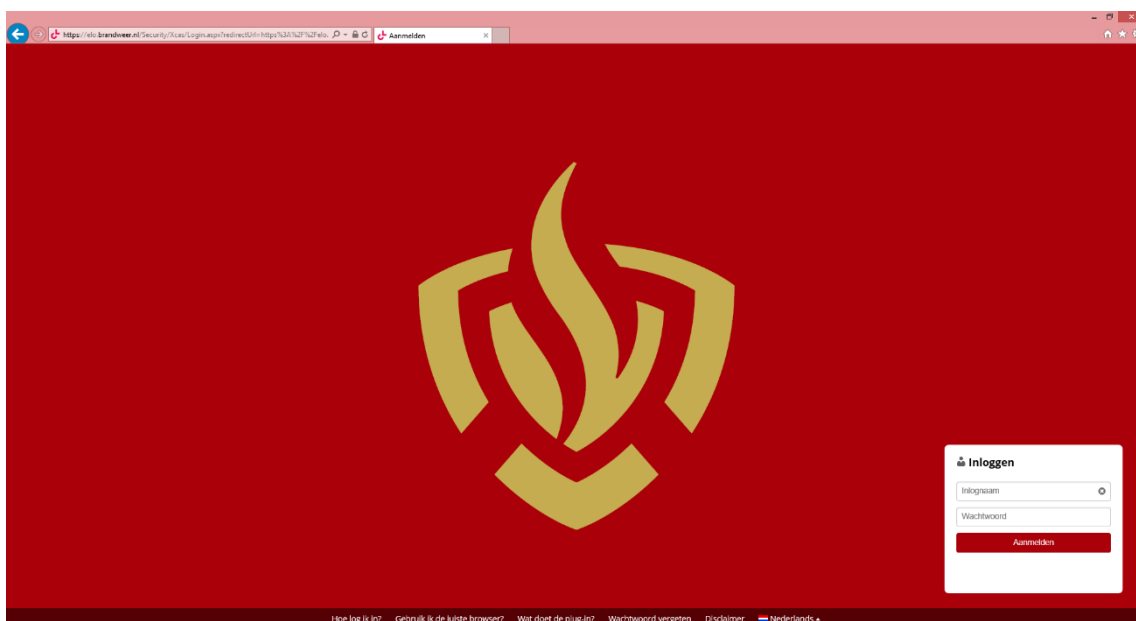 https://elo.brandweer.nl/Security/Xcas/Login.aspx?redirectUrl=https%3A%2F%2Felo.
Aanmelden
Inloggen
Inlognaam
Wachtwoord
Aanmelden
Hoe log ik in? Gebruik ik de juiste browser? Wat doet de plug-in? Wachtwoord vergeten Disclaimer Nederlands